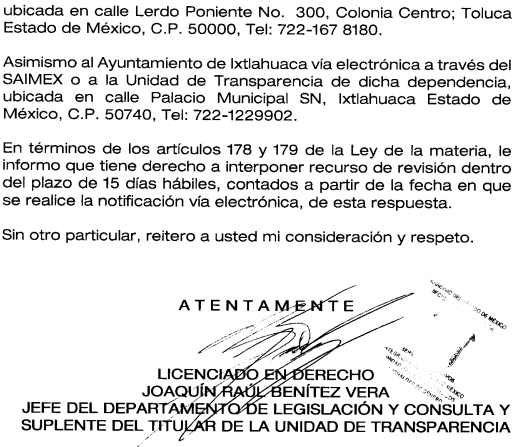 ubicada en calle Lerdo Poniente No. 300, Colonia Centro; Toluca
Estado de México, C.P. 50000, Tel: 722-167 8180.
Asimismo al Ayuntamiento de Ixtlahuaca vía electrónica a través del
SAIMEX o a la Unidad de Transparencia de dicha dependencia,
ubicada en calle Palacio Municipal SN, Ixtlahuaca Estado de
México, C.P. 50740, Tel: 722-1229902.
En términos de los artículos 178 y 179 de la Ley de la materia, le
informo que tiene derecho a interponer recurso de revisión dentro
del plazo de 15 días hábiles, contados a partir de la fecha en que
se realice la notificación vía electrónica, de esta respuesta.
Sin otro particular, reitero a usted mi consideración y respeto.
DE MÉXICO
ATENTAMENTE
LICENCIADO EN DERECHO
JOAQUÍN RAÚL BENÍTEZ VERA
JEFE DEL DEPARTAMENTO DE LEGISLACIÓN Y CONSULTA Y
SUPLENTE DEL TITULAR DE LA UNIDAD DE TRANSPARENCIA